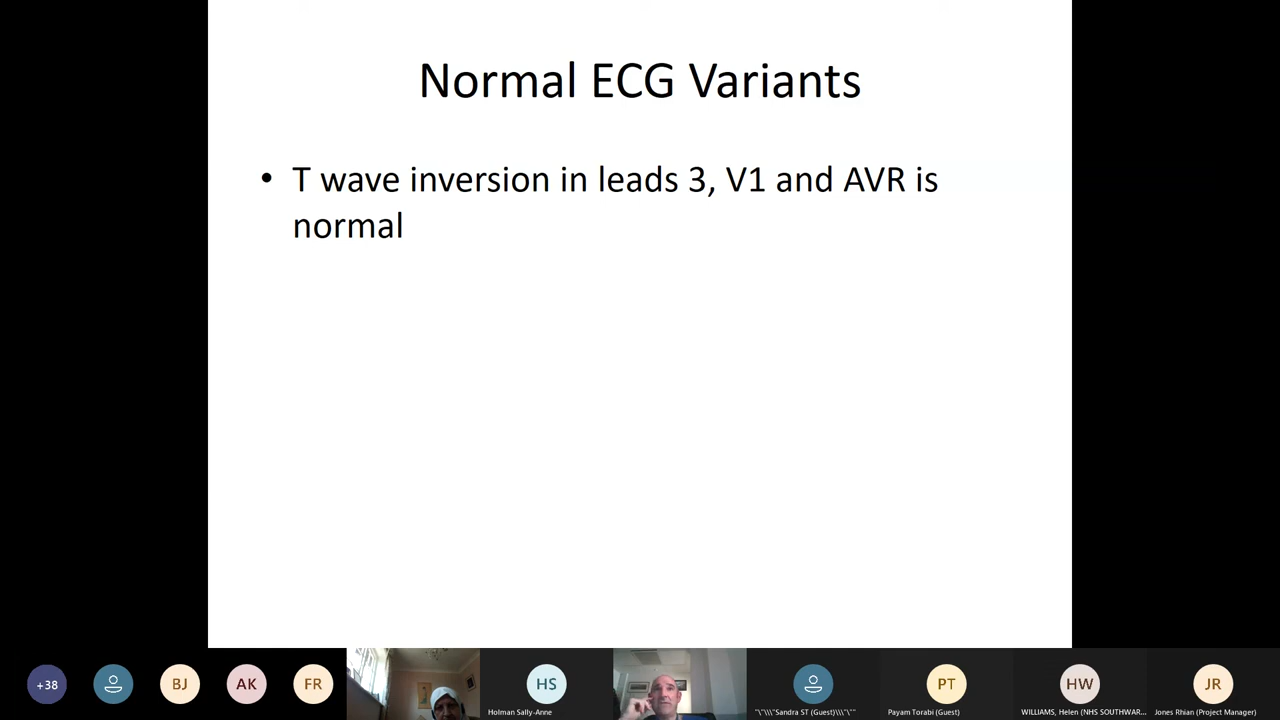 Normal ECG Variants
• T wave inversion in leads 3, V1 and AVR is
normal
+38
BJ
AK
FR
HS
Holman Sally-Anne
"\"\\\"Sandra ST (Guest)\\\"\""
PT
Payam Torabi (Guest)
HW
WILLIAMS, Helen (NHS SOUTHWAR...
JR
Jones Rhian (Project Manager)